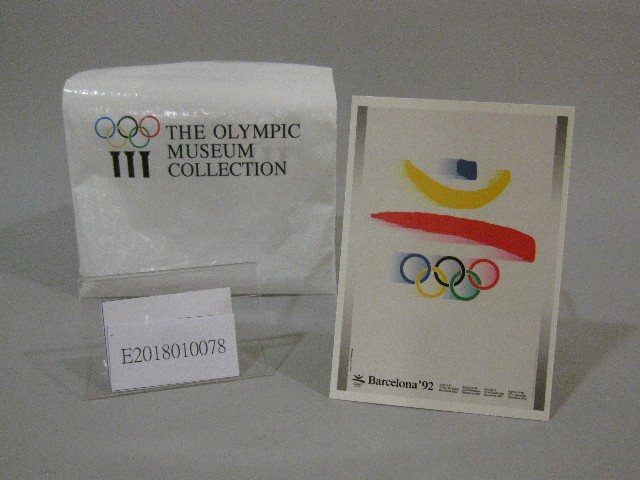 THE OLYMPIC
MUSEUM
COLLECTION
E2018010078
Barcelona '92